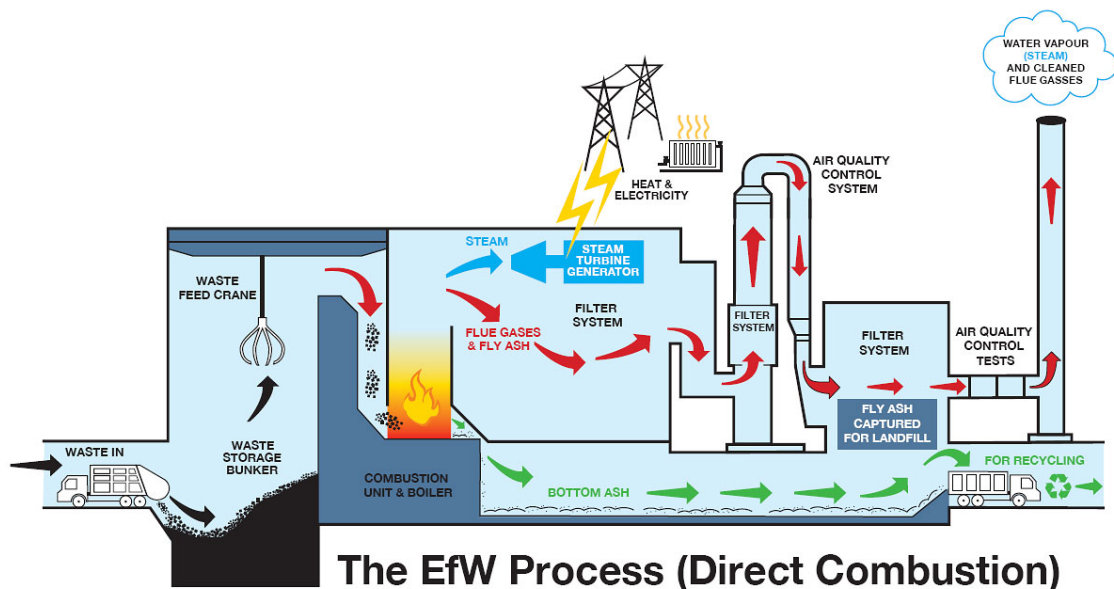 WATER VAPOUR
(STEAM)
AND CLEANED
FLUE GASSES
HEAT &
ELECTRICITY
AIR QUALITY
CONTROL
SYSTEM
STEAM
STEAM
TURBINE
GENERATOR
WASTE
FEED CRANE
FILTER
SYSTEM
FLUE GASES
& FLY ASH
FILTER
SYSTEM
FILTER
SYSTEM
AIR QUALITY
CONTROL
TESTS
FLY ASH
CAPTURED
FOR LANDFILL
WASTE IN
WASTE
STORAGE
BUNKER
COMBUSTION
UNIT & BOILER
BOTTOM ASH
FOR RECYCLING
The EfW Process (Direct Combustion)